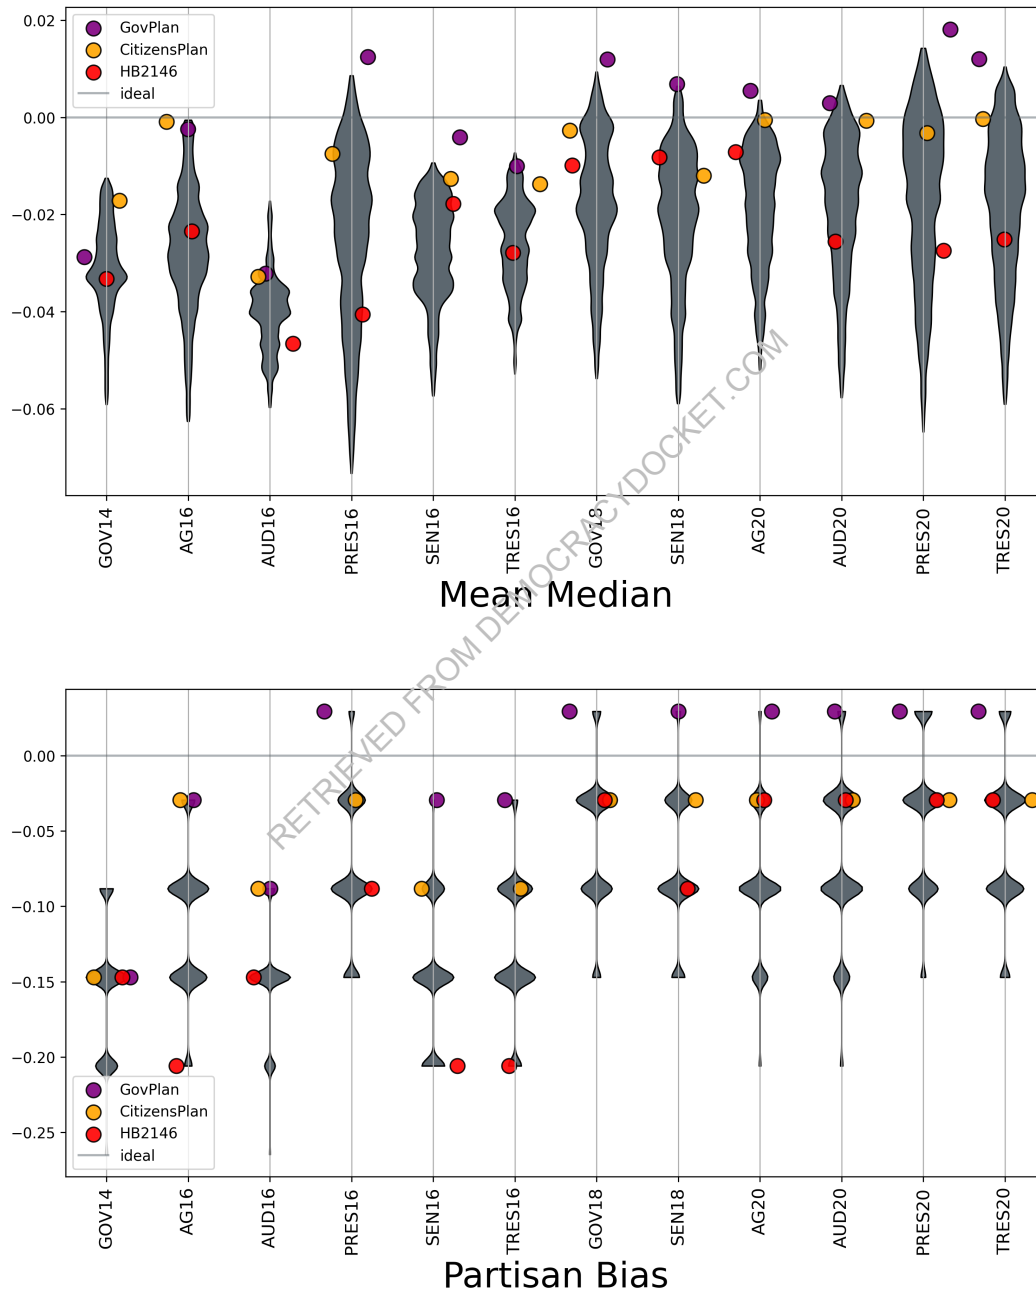 GovPlan
CitizensPlan
HB2146
ideal
0.02
0.00
−0.02
−0.04
−0.06
GOV14
AG16
AUD16
PRES16
SEN16
TRES16
GOV18
SEN18
AG20
AUD20
PRES20
TRES20
Mean Median
RETRIEVED FROM DEMOCRACYDOCKET.COM
0.00
−0.05
−0.10
−0.15
−0.20
−0.25
GovPlan
CitizensPlan
HB2146
ideal
GOV14
AG16
AUD16
PRES16
SEN16
TRES16
GOV18
SEN18
AG20
AUD20
PRES20
TRES20
Partisan Bias